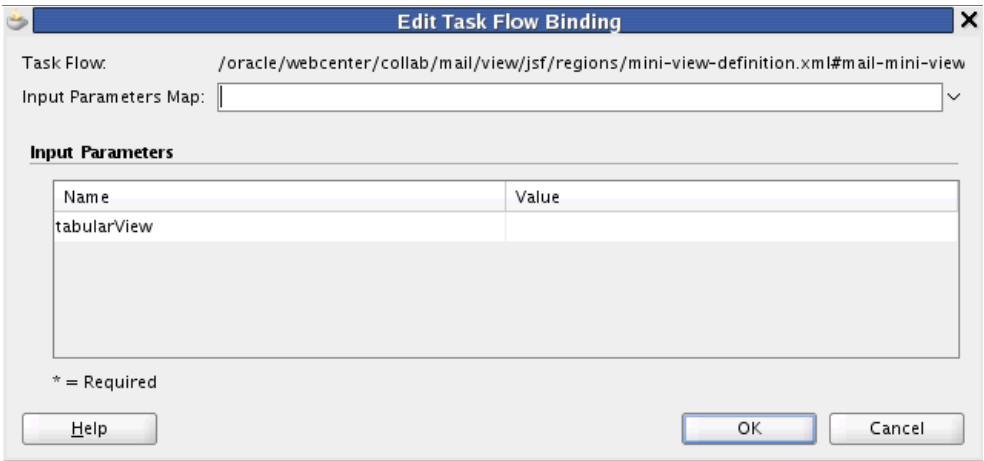 Edit Task Flow Binding
Task Flow: /oracle/webcenter/collab/mail/view/jsf/regions/mini-view-definition.xml#mail-mini-view
Input Parameters Map:
Input Parameters
Name Value
tabularView
* = Required
Help OK Cancel